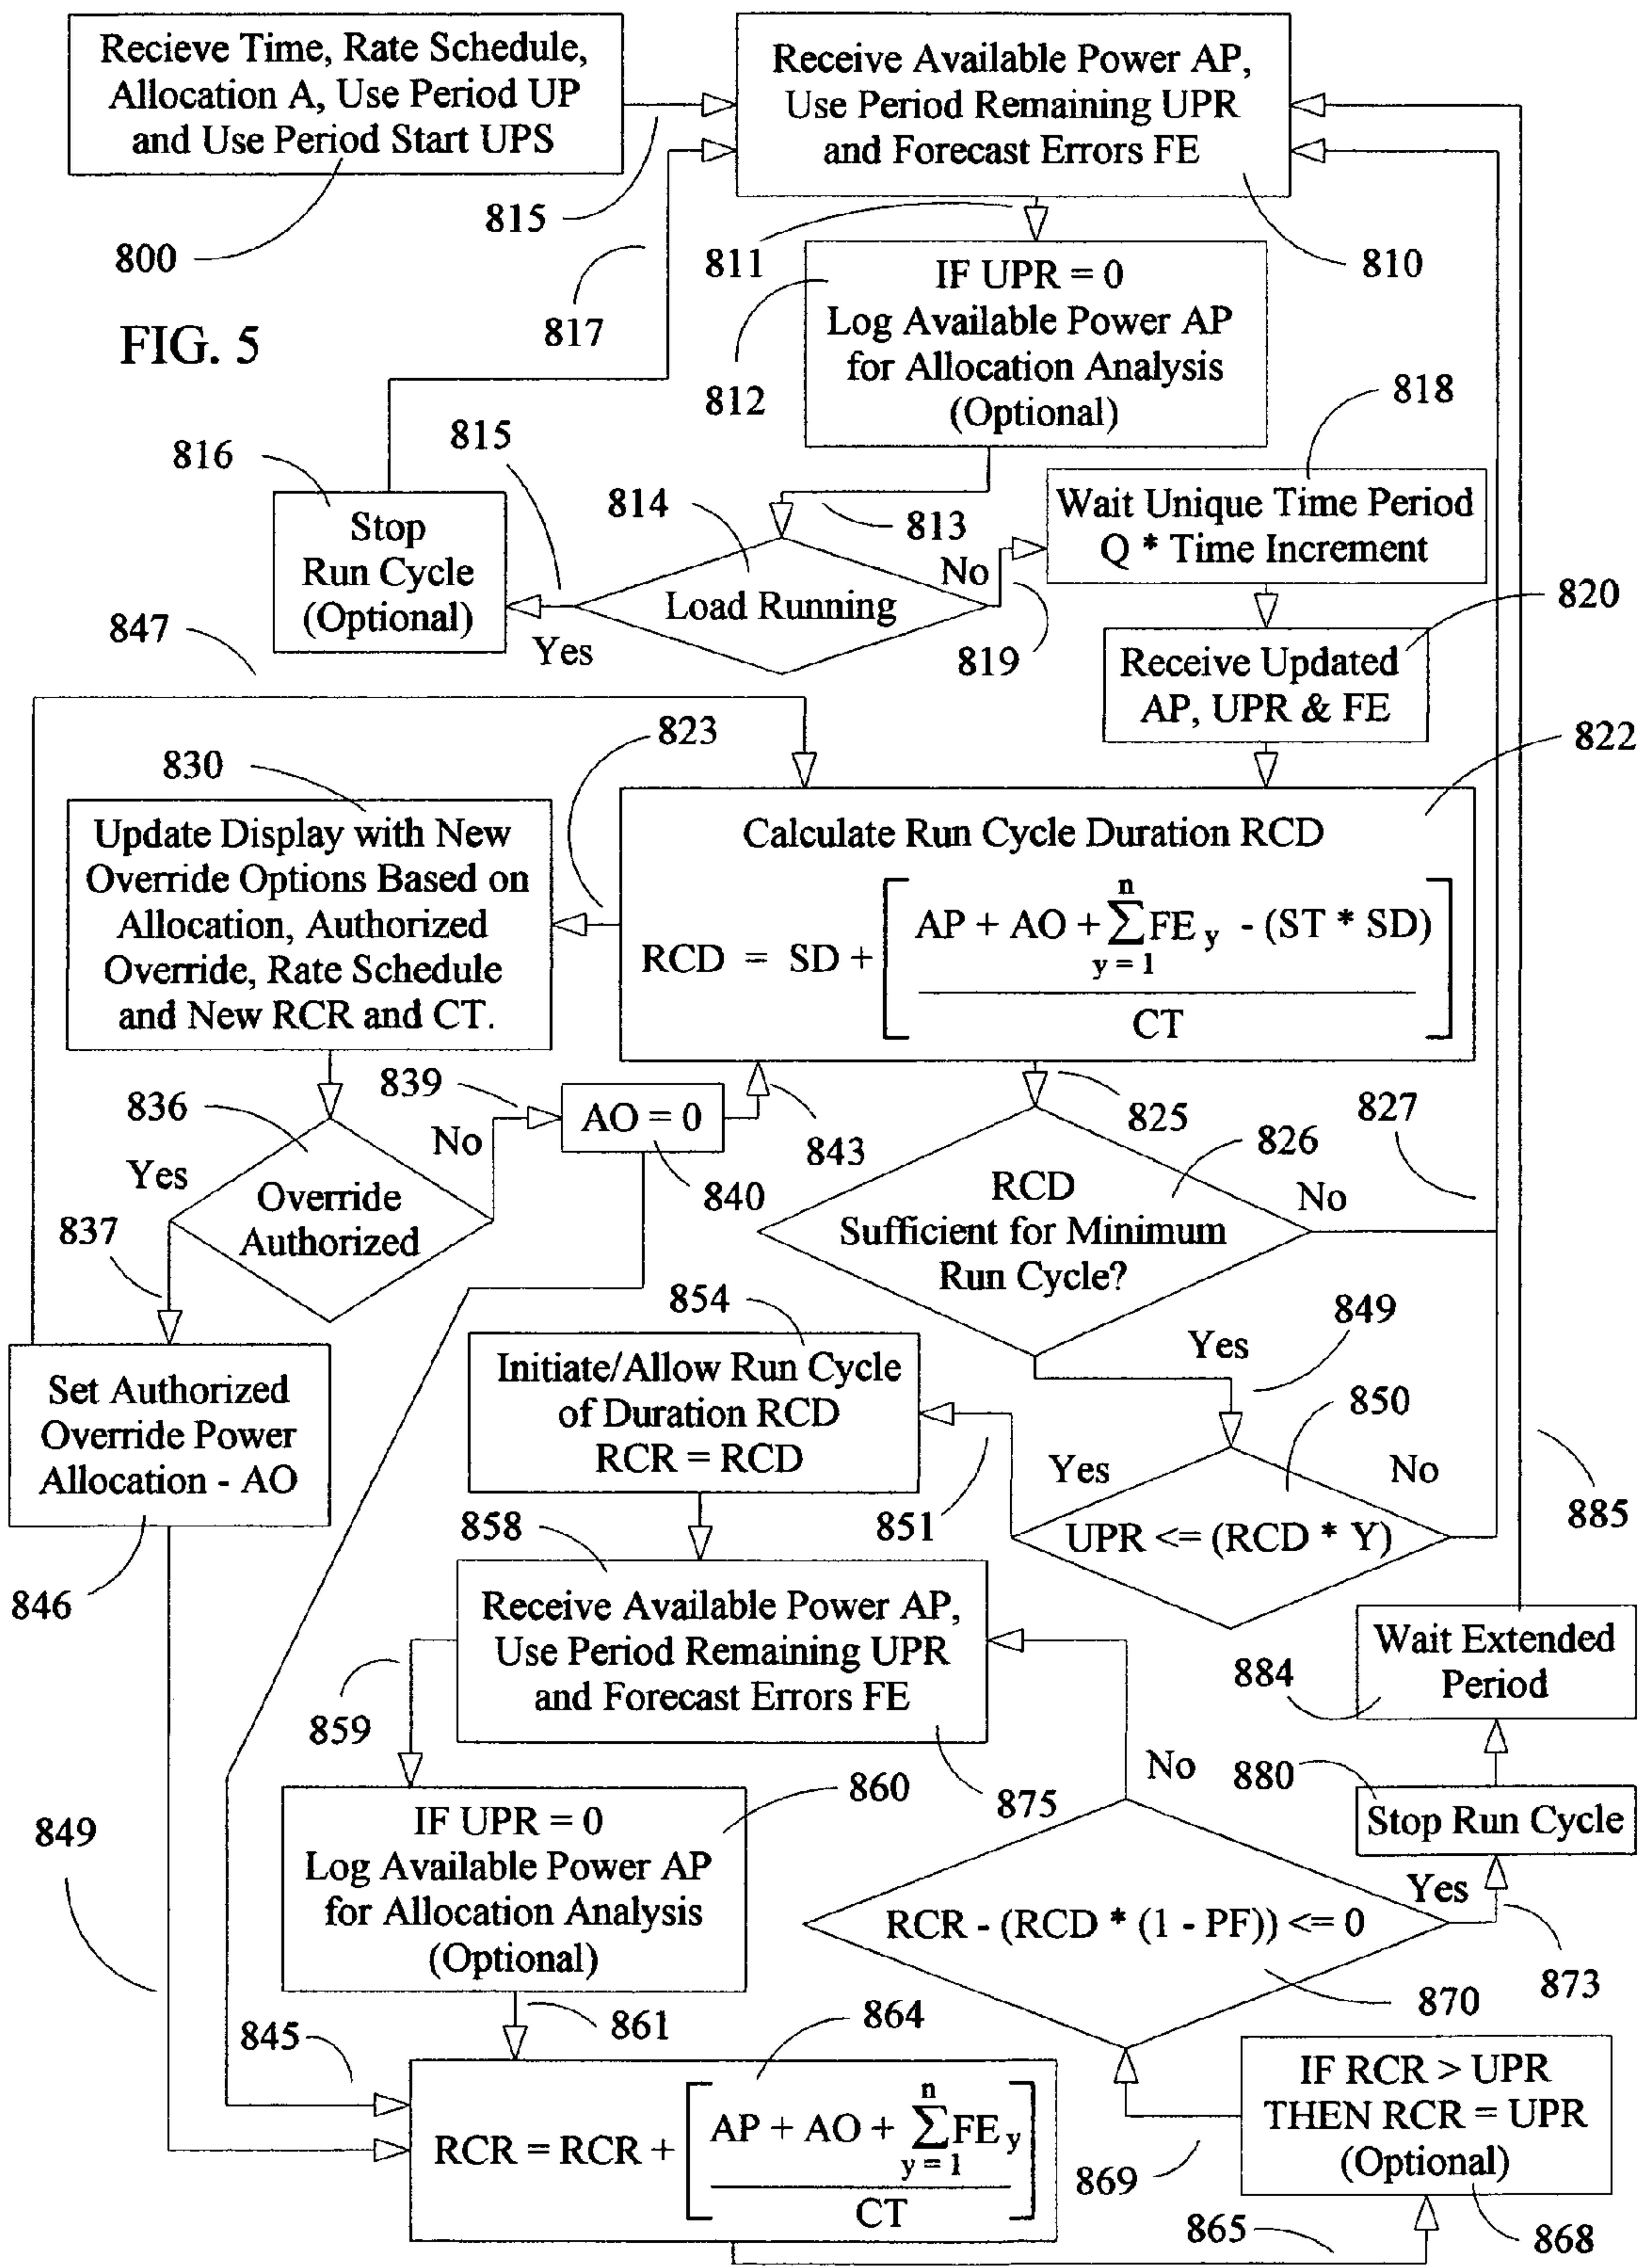 Recieve Time, Rate Schedule,
Allocation A, Use Period UP
and Use Period Start UPS
Receive Available Power AP,
Use Period Remaining UPR
and Forecast Errors FE
815
800
817
811
810
FIG. 5
IF UPR = 0
Log Available Power AP
for Allocation Analysis
(Optional)
812
818
816
815
814
813
Stop
Run Cycle
(Optional)
Wait Unique Time Period
Q * Time Increment
Load Running
No
Yes
819
820
847
Receive Updated
AP, UPR & FE
823
822
830
Update Display with New
Override Options Based on
Allocation, Authorized
Override, Rate Schedule
and New RCR and CT.
Calculate Run Cycle Duration RCD
RCD = SD + [
n
AP + AO + ∑ FE y - (ST * SD)
y = 1
CT
]
839
836
AO = 0
840
843
825
827
826
No
Yes
Override
Authorized
837
RCD
Sufficient for Minimum
Run Cycle?
No
Yes
849
854
850
Set Authorized
Override Power
Allocation - AO
846
Initiate/Allow Run Cycle
of Duration RCD
RCR = RCD
851
Yes
No
UPR <= (RCD * Y)
885
858
Receive Available Power AP,
Use Period Remaining UPR
and Forecast Errors FE
859
875
Wait Extended
Period
884
880
Stop Run Cycle
No
Yes
873
860
IF UPR = 0
Log Available Power AP
for Allocation Analysis
(Optional)
849
RCR - (RCD * (1 - PF)) <= 0
870
861
845
864
RCR = RCR + [
n
AP + AO + ∑ FE y
y = 1
CT
]
IF RCR > UPR
THEN RCR = UPR
(Optional)
869
865
868